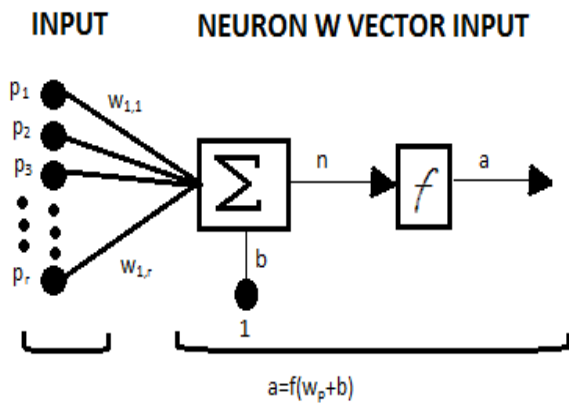 INPUT
NEURON W VECTOR INPUT
p₁
w₁,₁
p₂
p₃
pᵣ
w₁,ᵣ
Σ
n
f
a
b
1
a=f(wₚ+b)